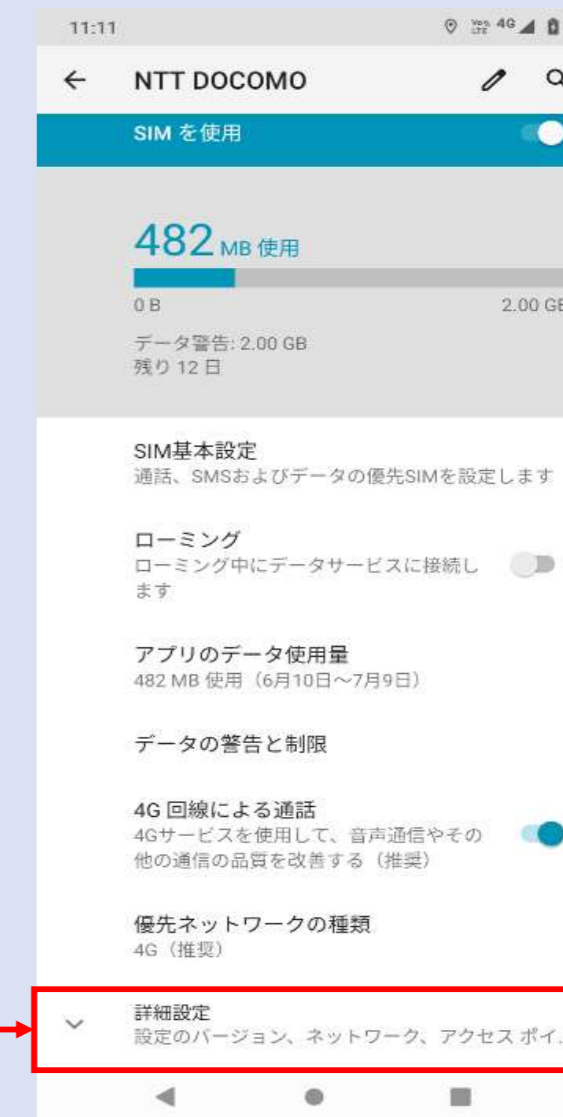 11:11
VoLTE 4G
NTT DOCOMO
SIM を使用
482 MB 使用
0 B 2.00 GB
データ警告: 2.00 GB
残り 12 日
SIM基本設定
通話、SMSおよびデータの優先SIMを設定します
ローミング
ローミング中にデータサービスに接続し
ます
アプリのデータ使用量
482 MB 使用（6月10日～7月9日）
データの警告と制限
4G 回線による通話
4Gサービスを使用して、音声通信やその
他の通信の品質を改善する（推奨）
優先ネットワークの種類
4G（推奨）
詳細設定
設定のバージョン、ネットワーク、アクセス ポイ...